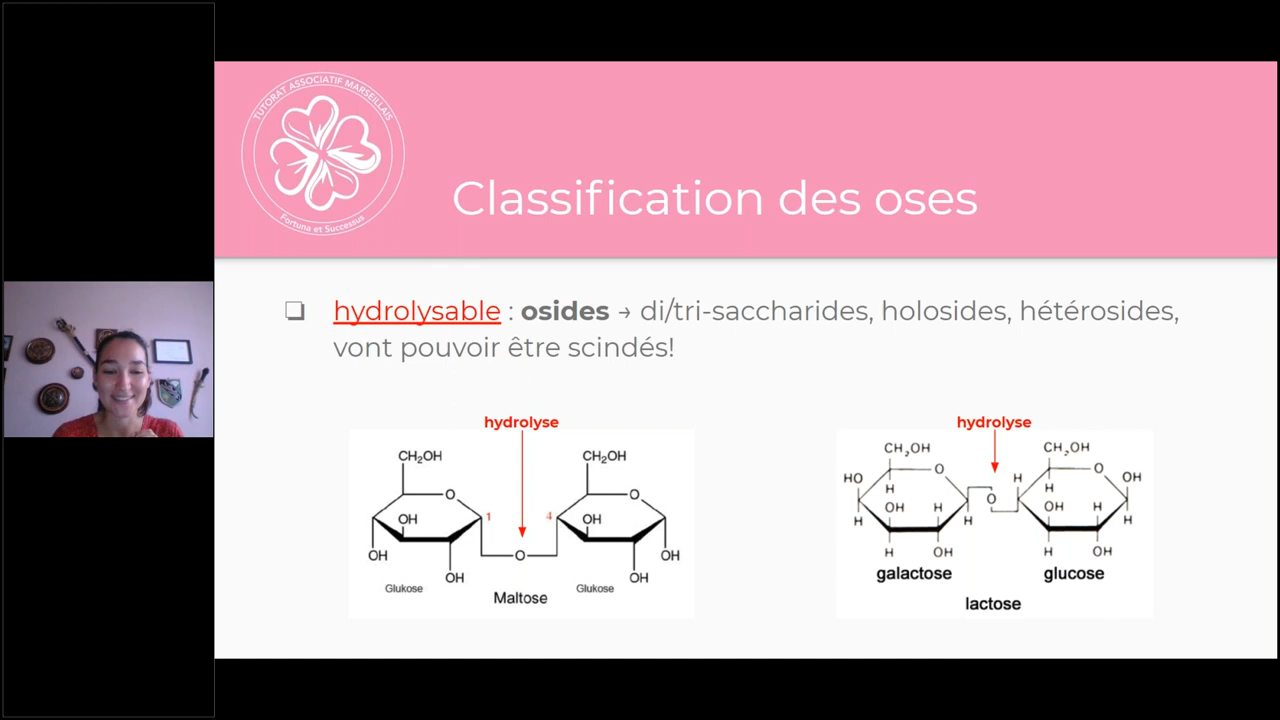 TUTORAT ASSOCIATIF MARSEILLAIS
Fortuna et Successus
Classification des oses
hydrolysable : osides → di/tri-saccharides, holosides, hétérosides,
vont pouvoir être scindés!
hydrolyse
CH₂OH CH₂OH
O O
OH 1 4 OH
OH O OH
OH OH
Glukose Glukose
Maltose
hydrolyse
CH₂OH CH₂OH
HO O H O OH
H H
OH H O OH H
H H H
H OH H OH
galactose glucose
lactose